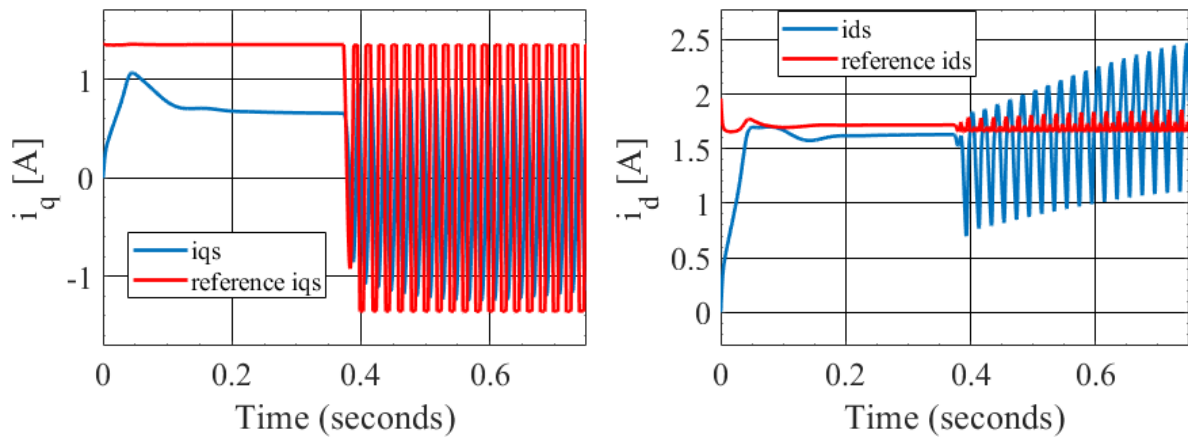 i_q [A]
1
0
-1
iqs
reference iqs
0
0.2
0.4
0.6
Time (seconds)
i_d [A]
2.5
2
1.5
1
0.5
0
ids
reference ids
0
0.2
0.4
0.6
Time (seconds)